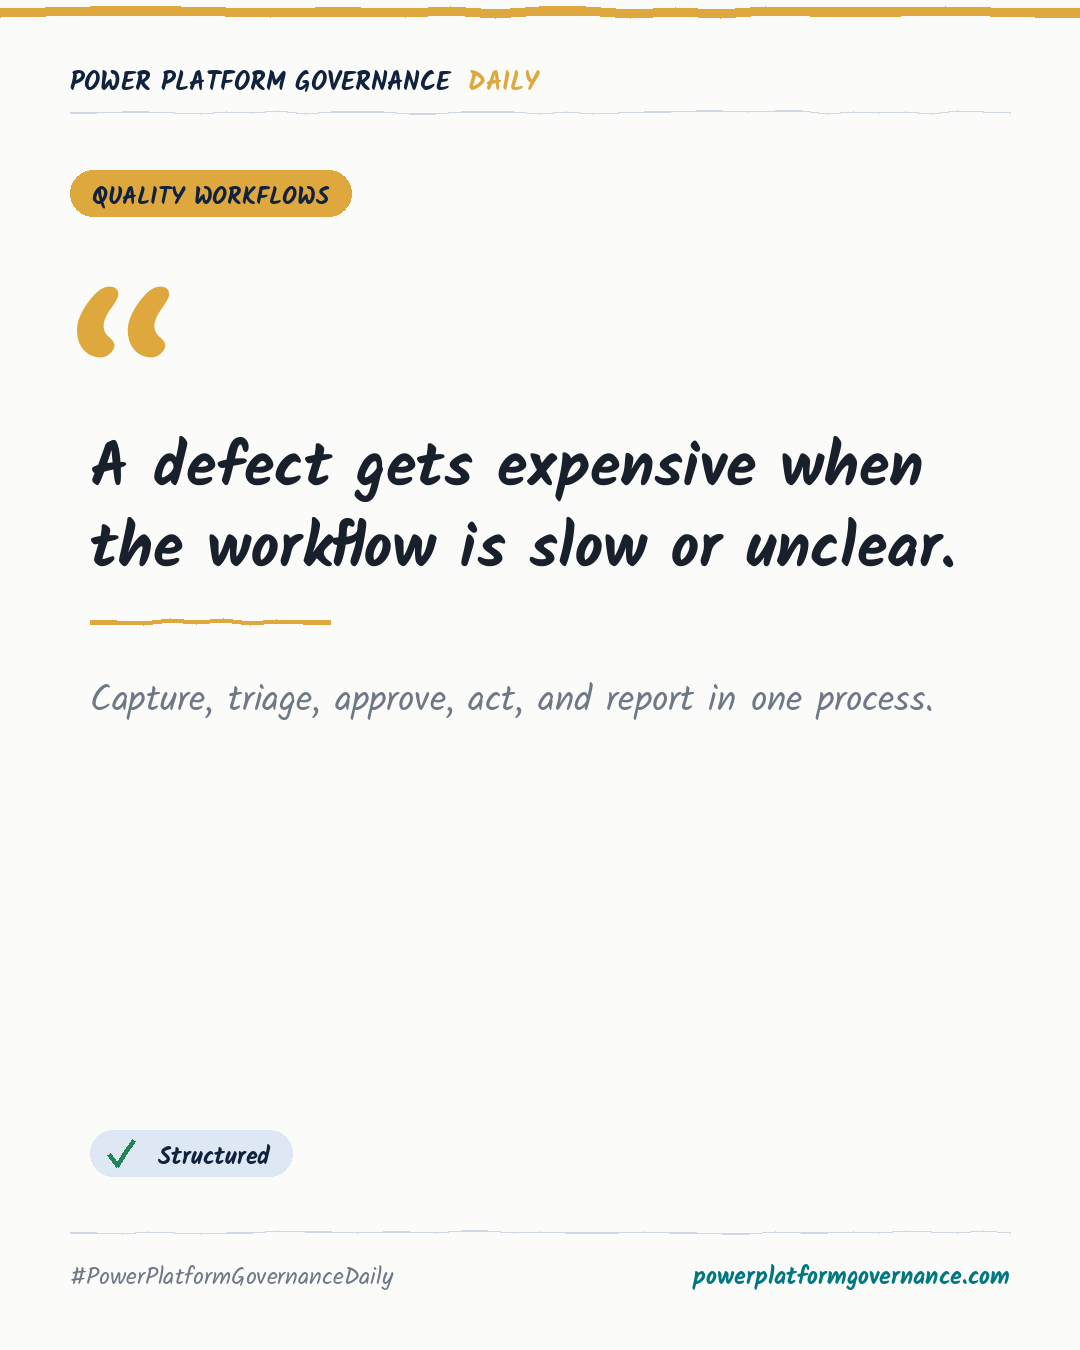 POWER PLATFORM GOVERNANCE DAILY
QUALITY WORKFLOWS
“
A defect gets expensive when
the workflow is slow or unclear.
Capture, triage, approve, act, and report in one process.
✓ Structured
#PowerPlatformGovernanceDaily
powerplatformgovernance.com